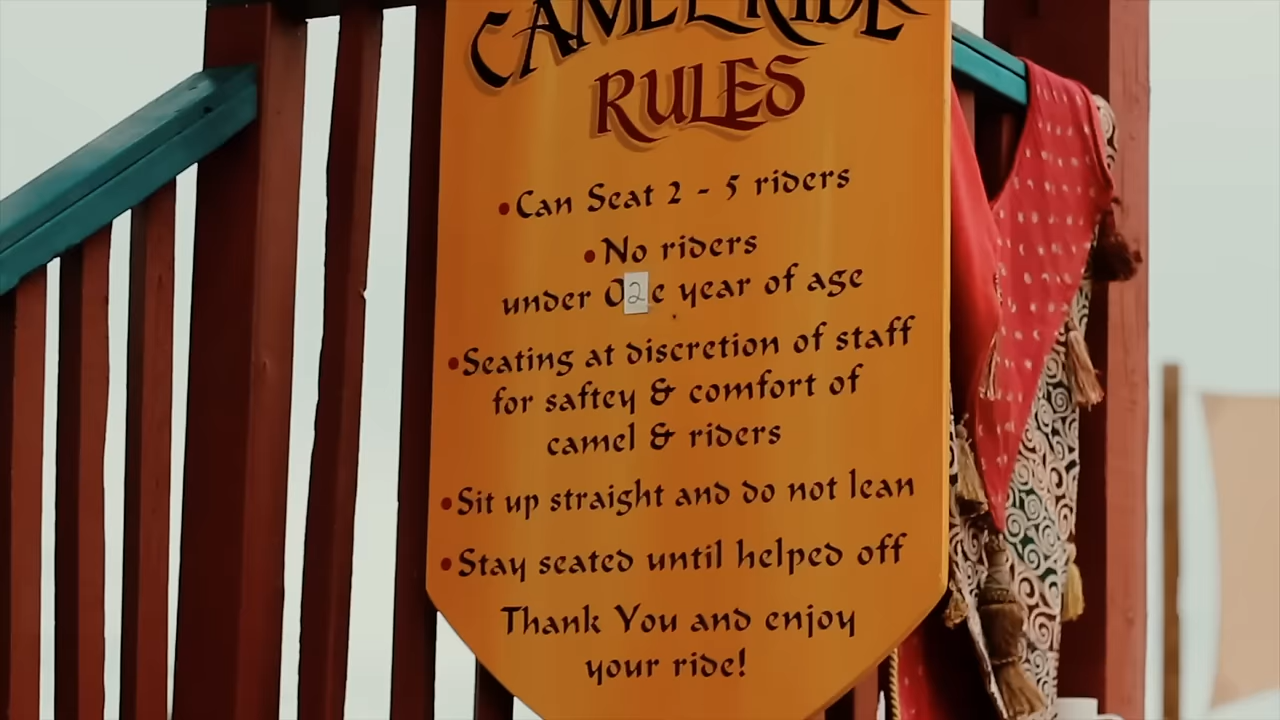 CAMEL RIDE
RULES
•Can Seat 2 - 5 riders
•No riders
under O2e year of age
•Seating at discretion of staff
for saftey & comfort of
camel & riders
•Sit up straight and do not lean
•Stay seated until helped off
Thank You and enjoy
your ride!